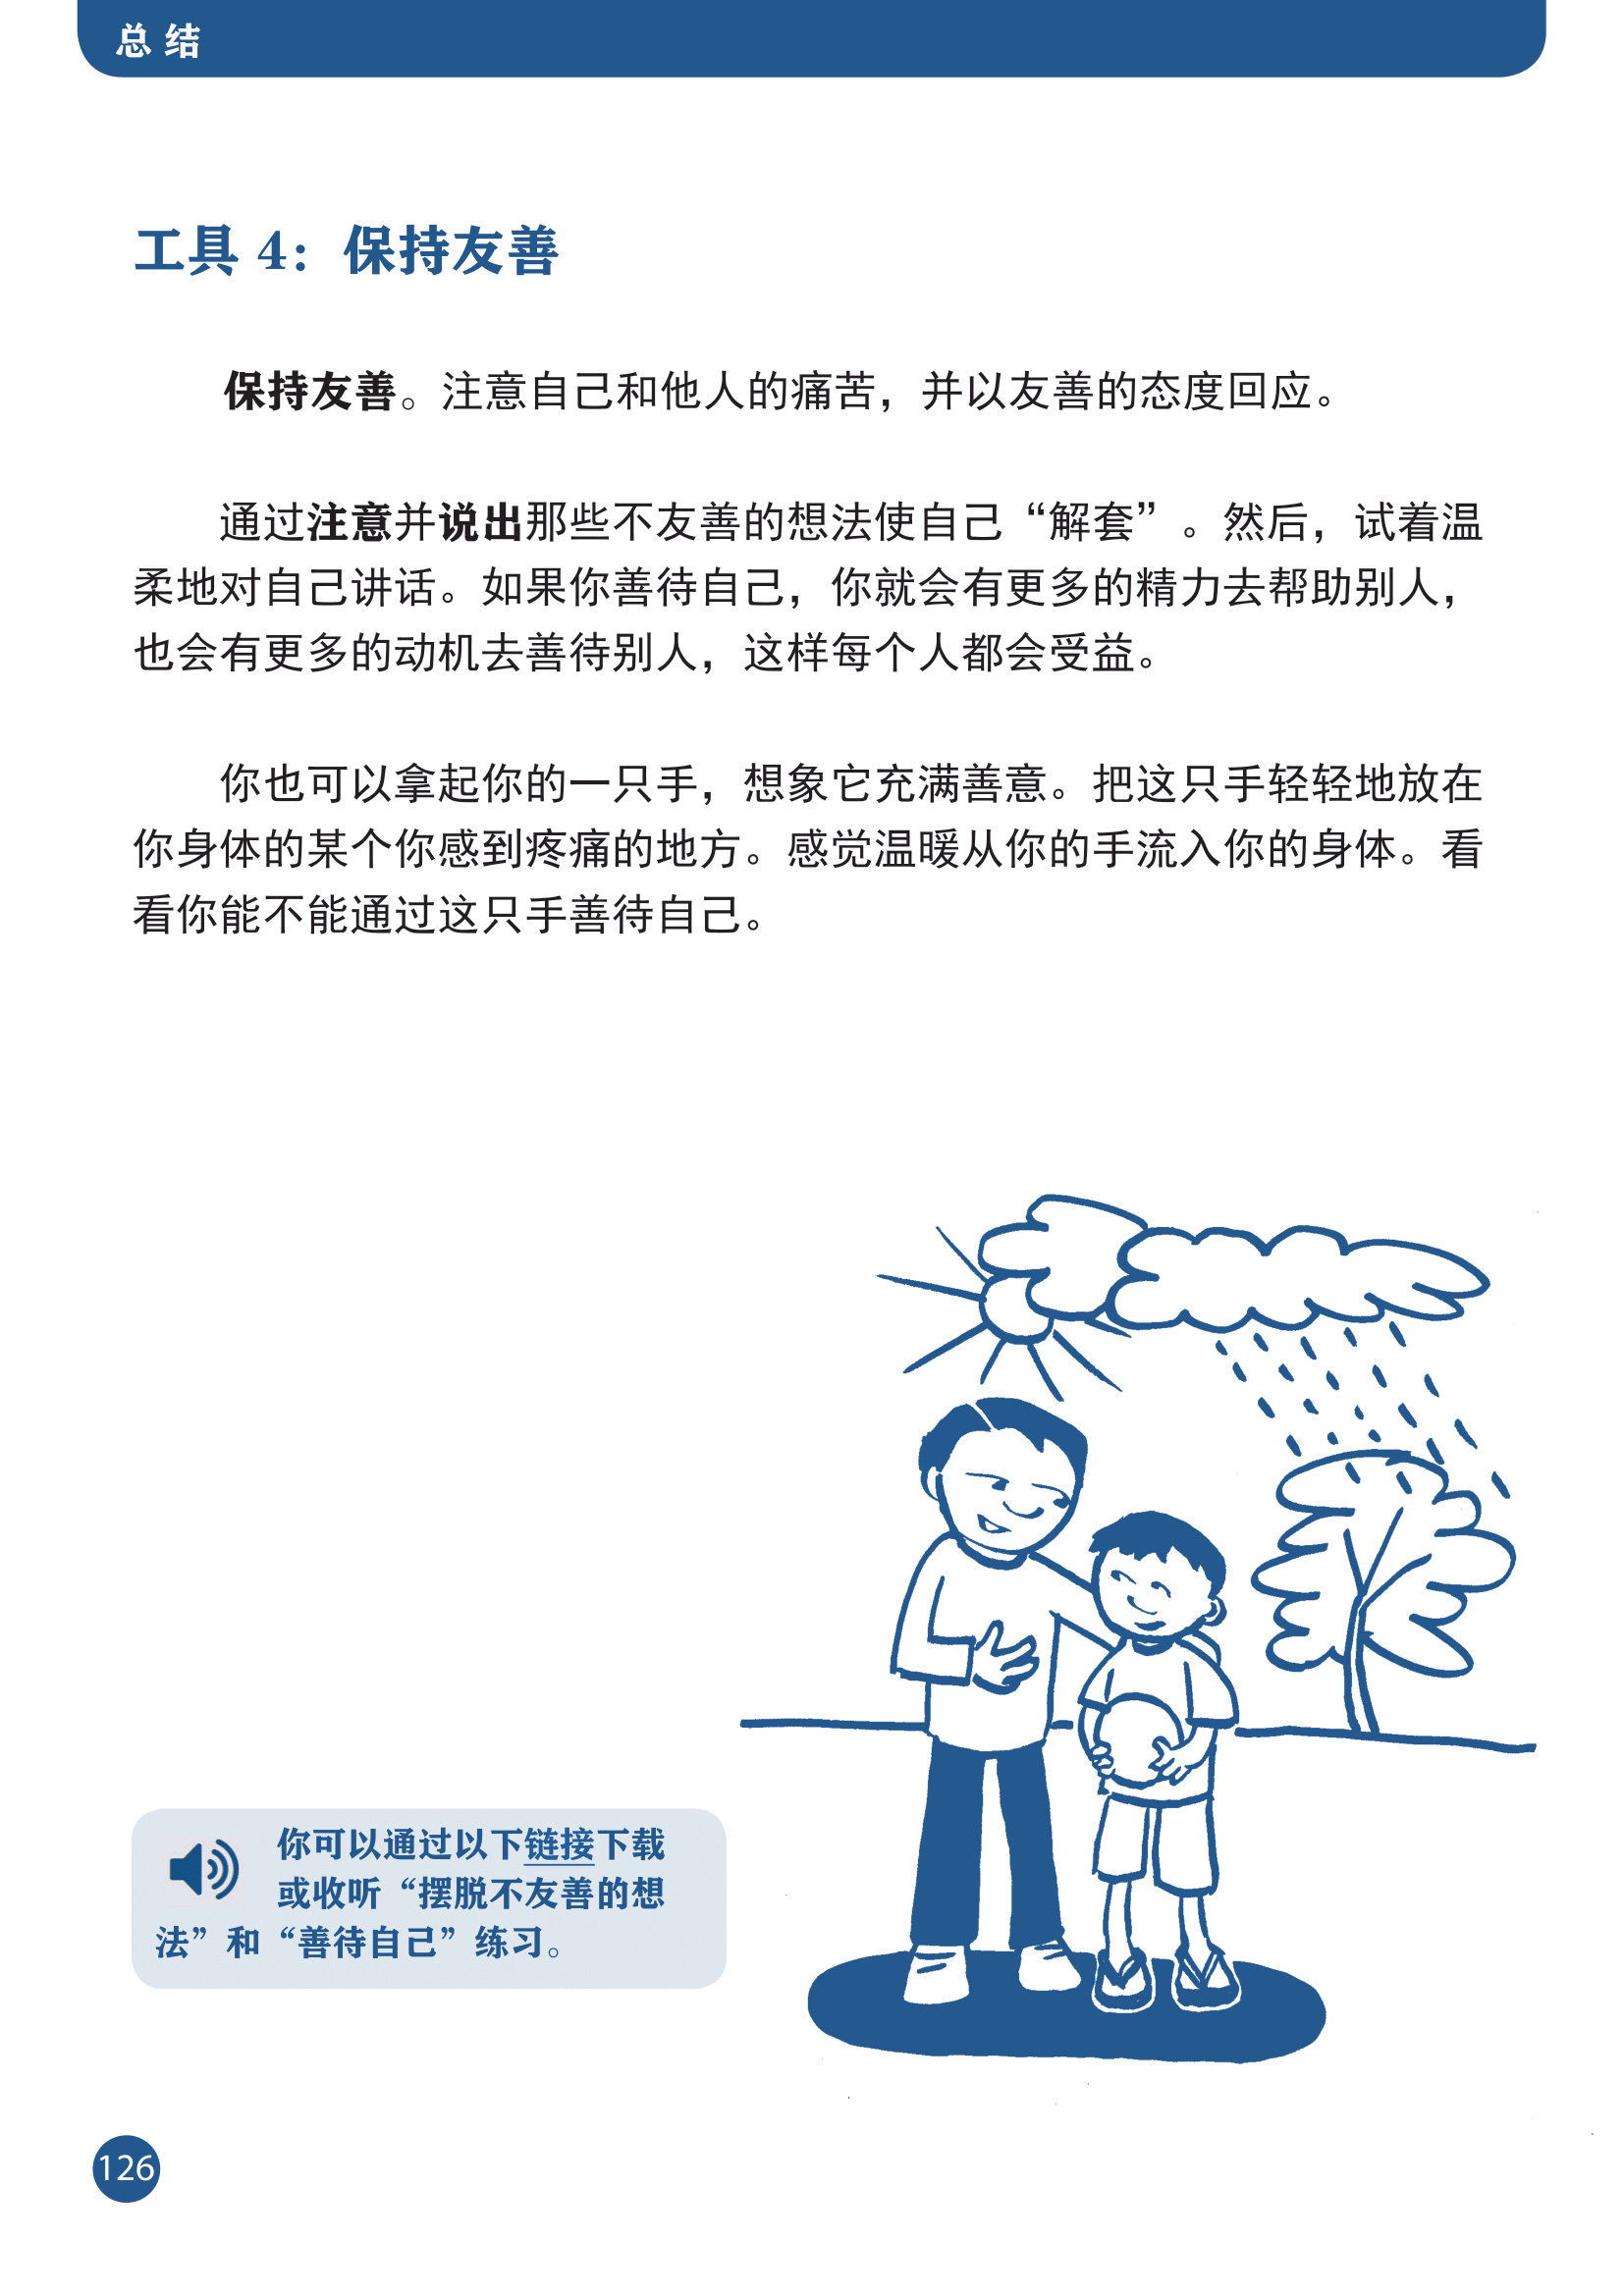 总结
工具 4：保持友善
保持友善。注意自己和他人的痛苦，并以友善的态度回应。
通过注意并说出那些不友善的想法使自己“解套”。然后，试着温
柔地对自己讲话。如果你善待自己，你就会有更多的精力去帮助别人，
也会有更多的动机去善待别人，这样每个人都会受益。
你也可以拿起你的一只手，想象它充满善意。把这只手轻轻地放在
你身体的某个你感到疼痛的地方。感觉温暖从你的手流入你的身体。看
看你能不能通过这只手善待自己。
你可以通过以下链接下载
或收听“摆脱不友善的想
法”和“善待自己”练习。
126